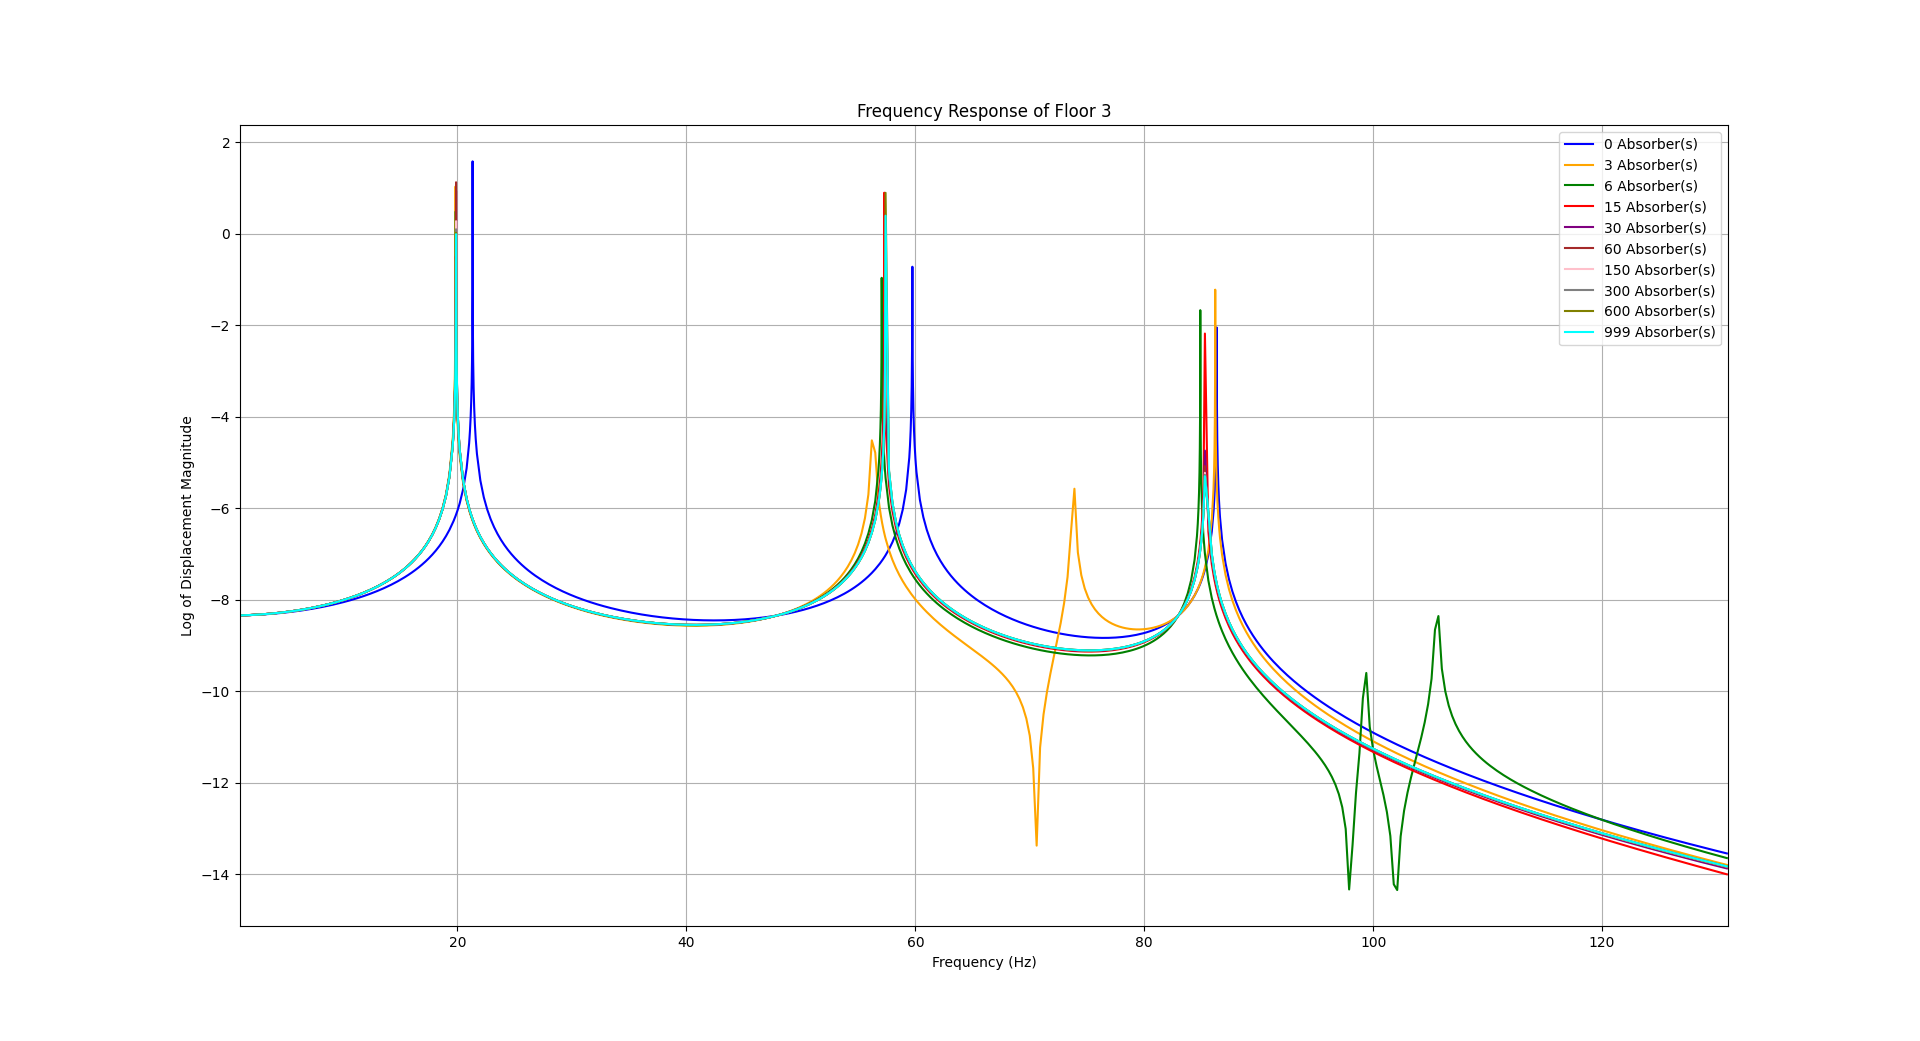 Frequency Response of Floor 3
Log of Displacement Magnitude
2
0
−2
−4
−6
−8
−10
−12
−14
0 Absorber(s)
3 Absorber(s)
6 Absorber(s)
15 Absorber(s)
30 Absorber(s)
60 Absorber(s)
150 Absorber(s)
300 Absorber(s)
600 Absorber(s)
999 Absorber(s)
20 40 60 80 100 120
Frequency (Hz)